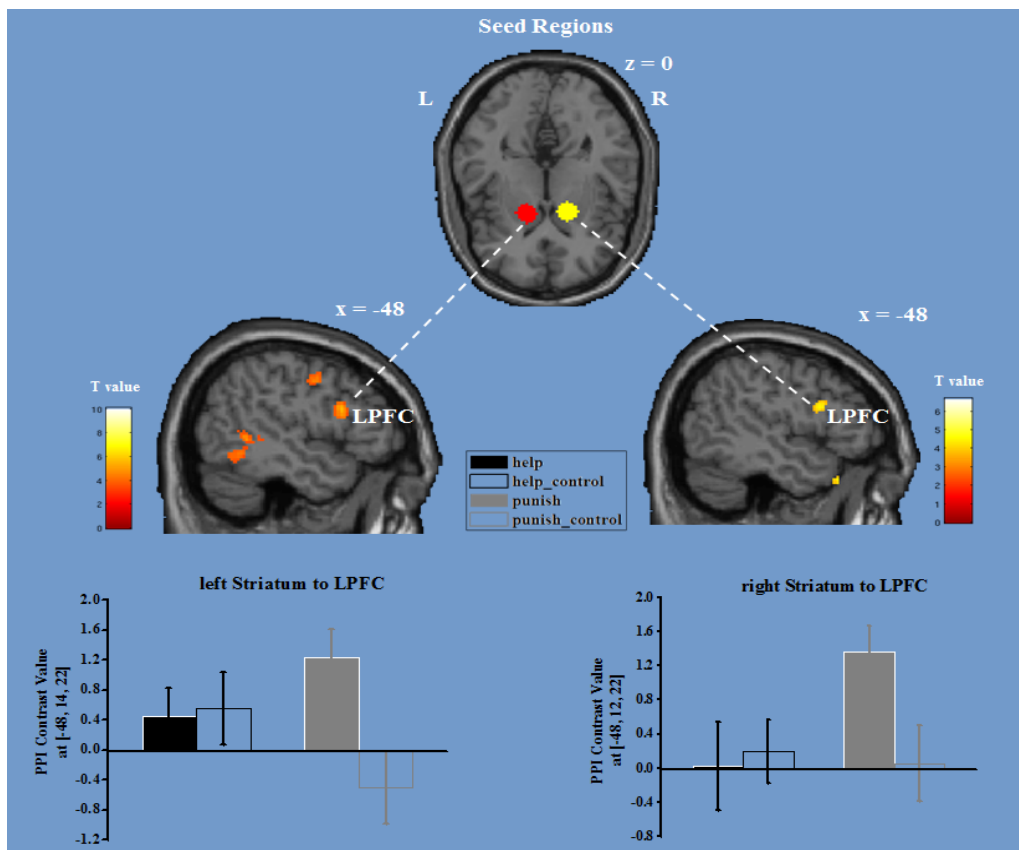 Seed Regions
z = 0
L
R
x = -48
x = -48
T value
10
8
6
4
2
0
LPFC
T value
6
5
4
3
2
1
0
LPFC
help
help_control
punish
punish_control
left Striatum to LPFC
PPI Contrast Value
at [-48, 14, 22]
2.0
1.6
1.2
0.8
0.4
0.0
-0.4
-0.8
-1.2
right Striatum to LPFC
PPI Contrast Value
at [-48, 12, 22]
2.0
1.6
1.2
0.8
0.4
0.0
-0.4
-0.8